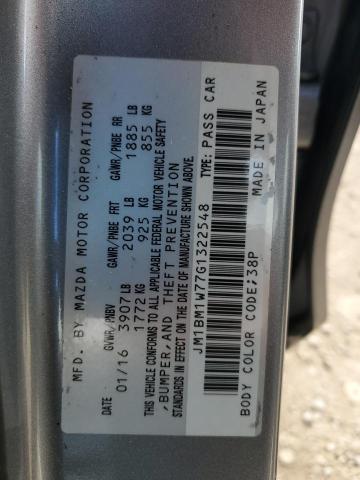 MFD. BY MAZDA MOTOR CORPORATION
DATE GVWR/PNBV GAWR/PNBE FRT GAWR/PNBE RR
01/16 3907 LB 2039 LB 1885 LB
1772 KG 925 KG 855 KG
THIS VEHICLE CONFORMS TO ALL APPLICABLE FEDERAL MOTOR VEHICLE SAFETY
,BUMPER,AND THEFT PREVENTION
STANDARDS IN EFFECT ON THE DATE OF MANUFACTURE SHOWN ABOVE.
JM1BM1W77G1322548 TYPE: PASS CAR
BODY COLOR CODE:38P MADE IN JAPAN